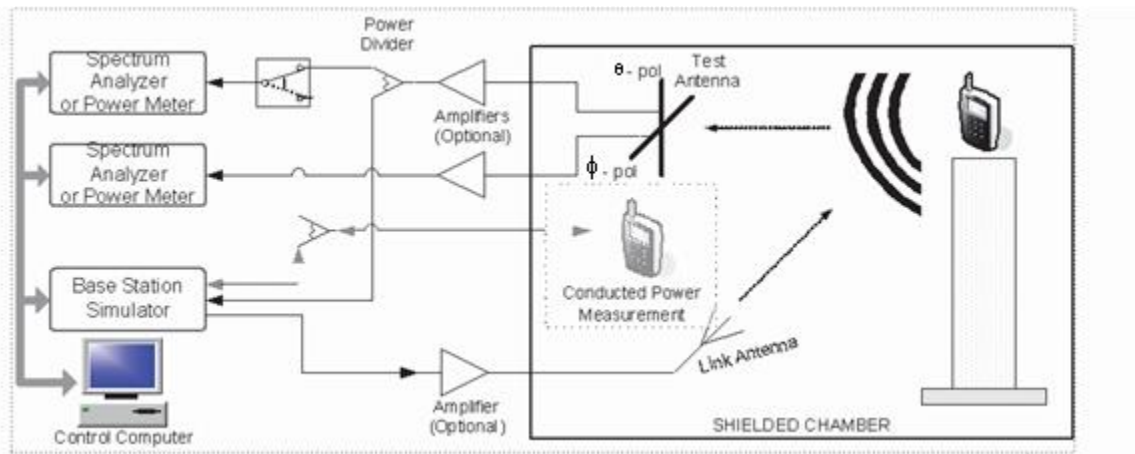 Power
Divider
Spectrum
Analyzer
or Power Meter
Amplifiers
(Optional)
θ - pol
Test
Antenna
Spectrum
Analyzer
or Power Meter
ϕ - pol
Base Station
Simulator
Conducted Power
Measurement
Link Antenna
Amplifier
(Optional)
Control Computer
SHIELDED CHAMBER